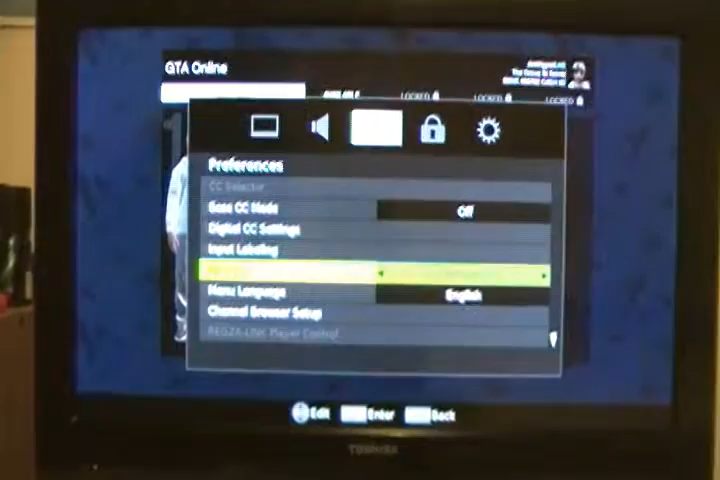 GTA Online
LOCKED
LOCKED
LOCKED
Preferences
CC Selector
Base CC Mode Off
Digital CC Settings
Input Labeling
Menu Language English
Channel Browser Setup
REGZA-LINK Player Control
Edit Enter Back
TOSHIBA